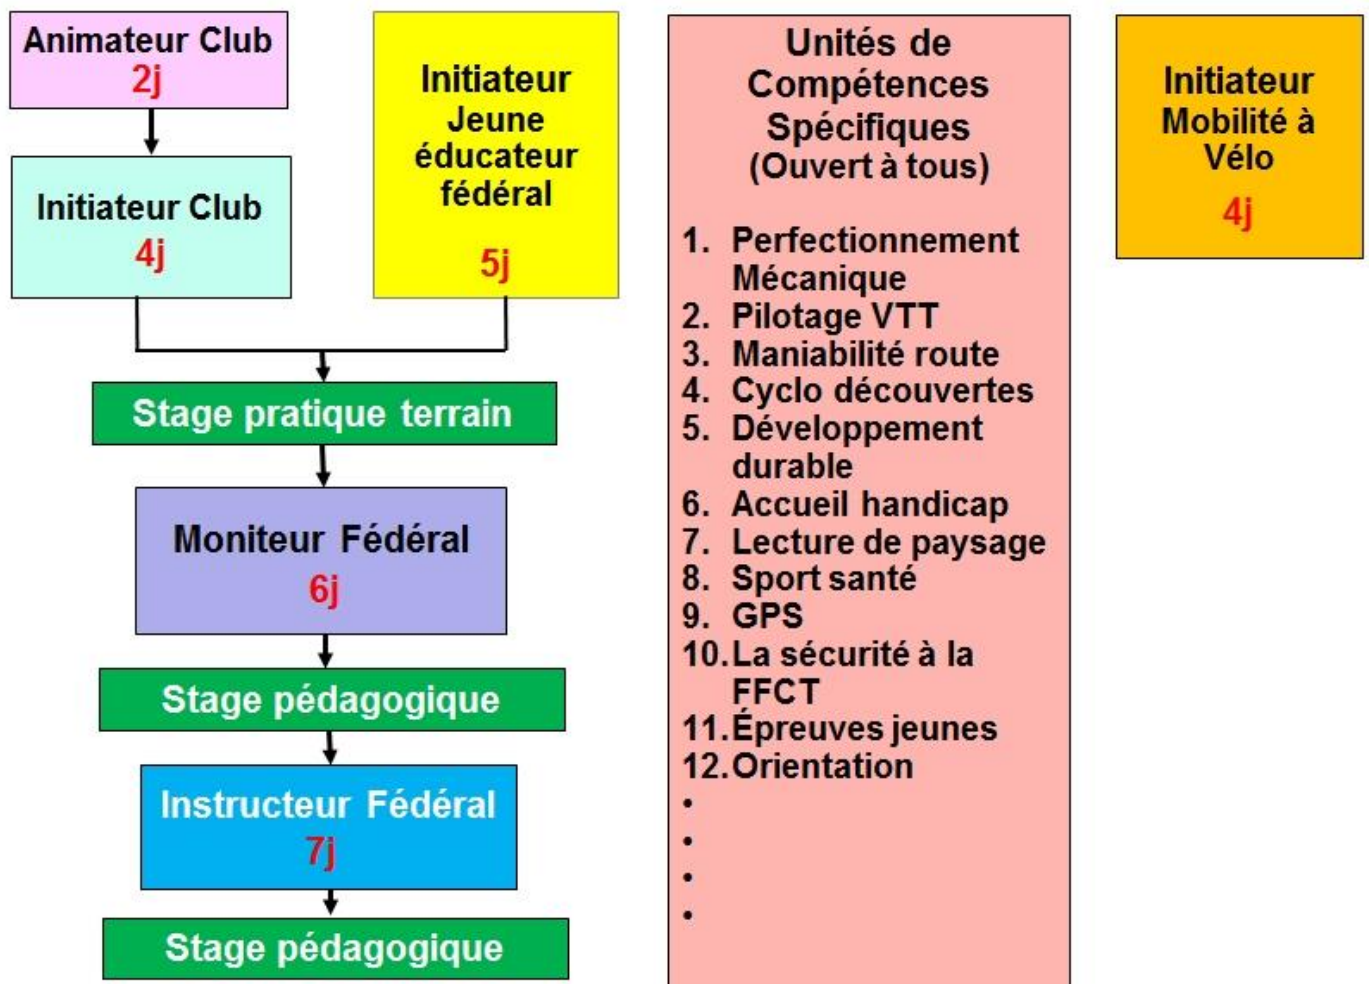 Animateur Club
2j
Initiateur Club
4j
Initiateur
Jeune
éducateur
fédéral
5j
Stage pratique terrain
Moniteur Fédéral
6j
Stage pédagogique
Instructeur Fédéral
7j
Stage pédagogique
Unités de
Compétences
Spécifiques
(Ouvert à tous)
1. Perfectionnement
Mécanique
2. Pilotage VTT
3. Maniabilité route
4. Cyclo découvertes
5. Développement
durable
6. Accueil handicap
7. Lecture de paysage
8. Sport santé
9. GPS
10. La sécurité à la
FFCT
11. Épreuves jeunes
12. Orientation
•
•
•
•
Initiateur
Mobilité à
Vélo
4j